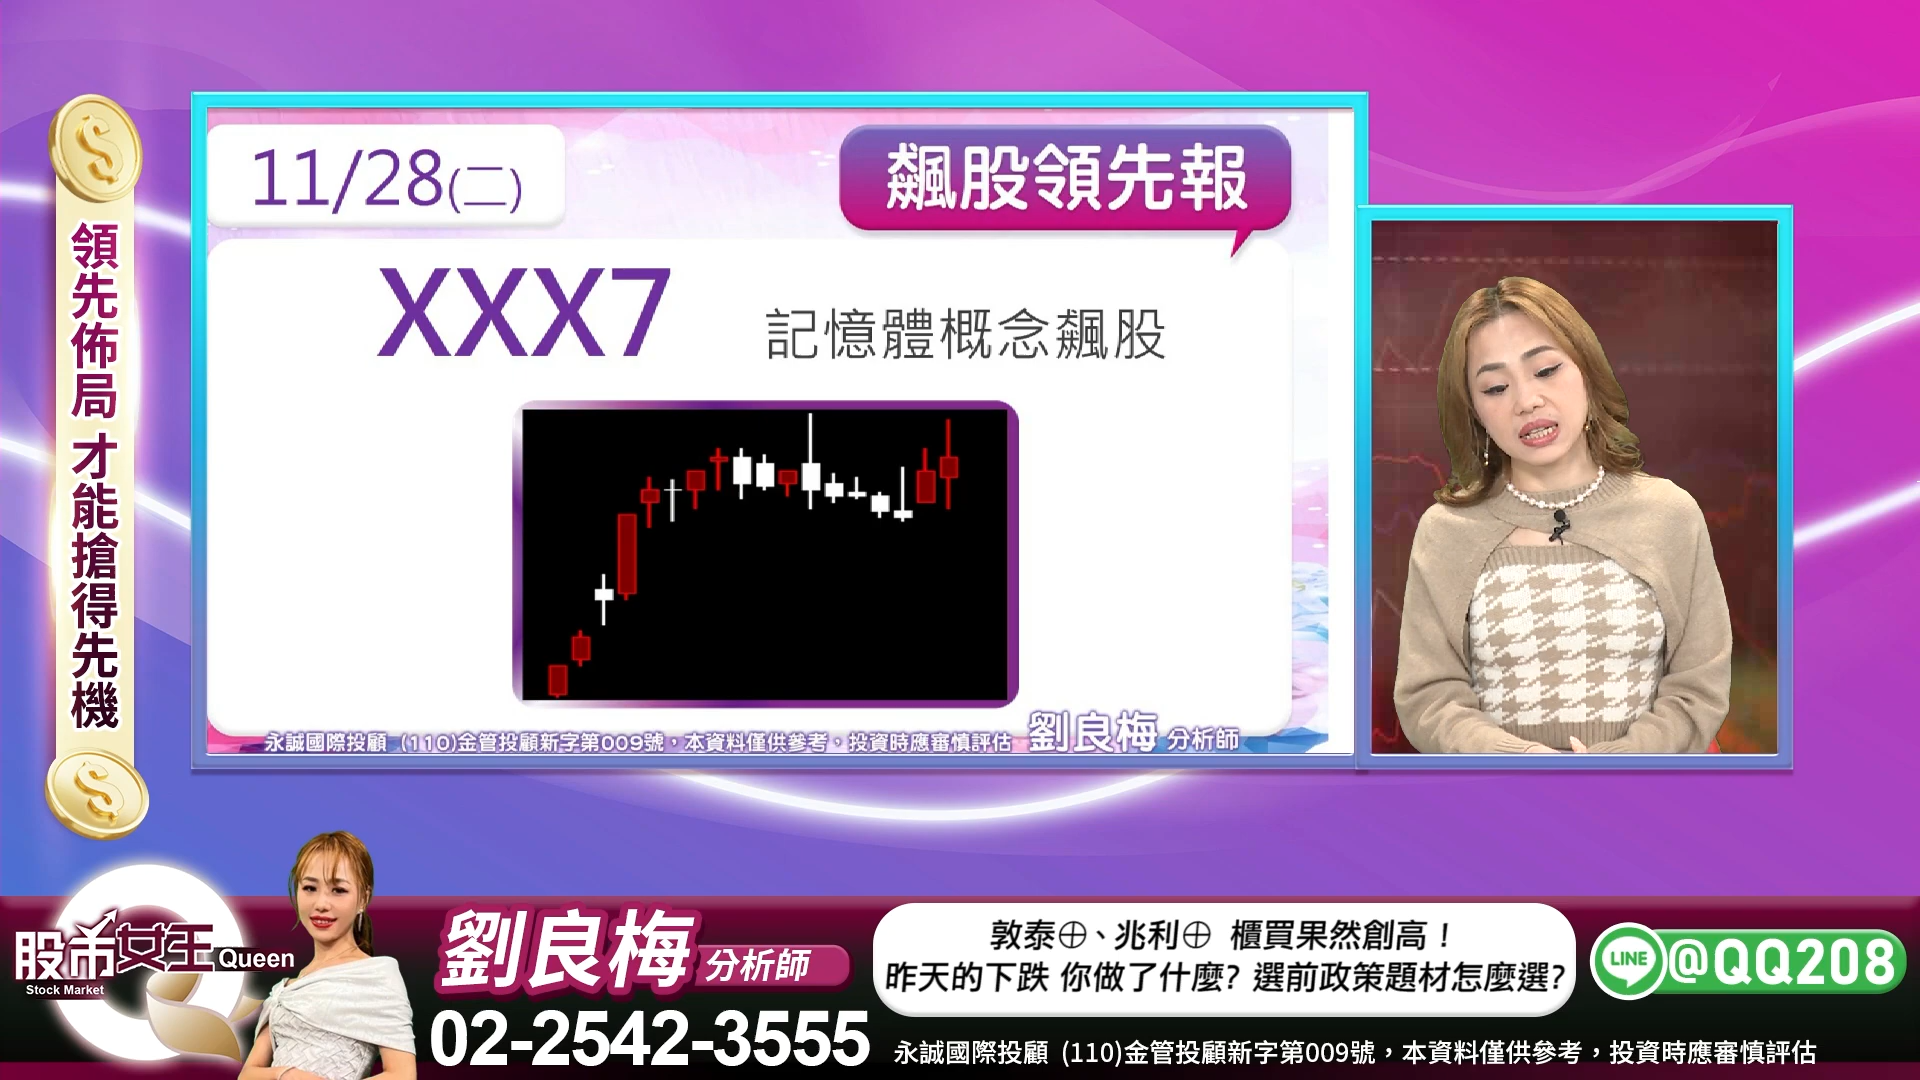 領先佈局 才能搶得先機
11/28(二)
飆股領先報
XXX7
記憶體概念飆股
永誠國際投顧 (110)金管投顧新字第009號,本資料僅供參考,投資時應審慎評估
劉良梅 分析師
股市女王 Queen
Stock Market
劉良梅 分析師
02-2542-3555
敦泰⊕、兆利⊕ 櫃買果然創高!
昨天的下跌 你做了什麼? 選前政策題材怎麼選?
LINE @QQ208
永誠國際投顧 (110)金管投顧新字第009號,本資料僅供參考,投資時應審慎評估